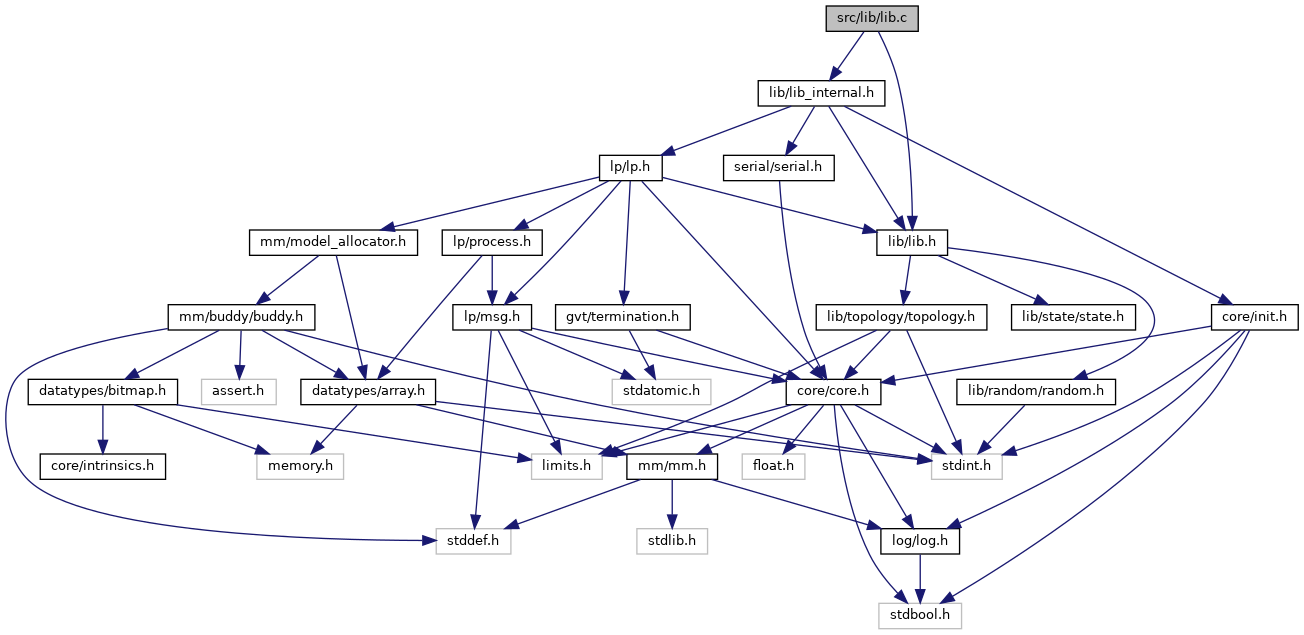 src/lib/lib.c
lib/lib_internal.h
lp/lp.h
serial/serial.h
mm/model_allocator.h
lp/process.h
lib/lib.h
mm/buddy/buddy.h
lp/msg.h
gvt/termination.h
lib/topology/topology.h
lib/state/state.h
core/init.h
datatypes/bitmap.h
assert.h
datatypes/array.h
stdatomic.h
core/core.h
lib/random/random.h
core/intrinsics.h
memory.h
limits.h
mm/mm.h
float.h
stdint.h
stddef.h
stdlib.h
log/log.h
stdbool.h